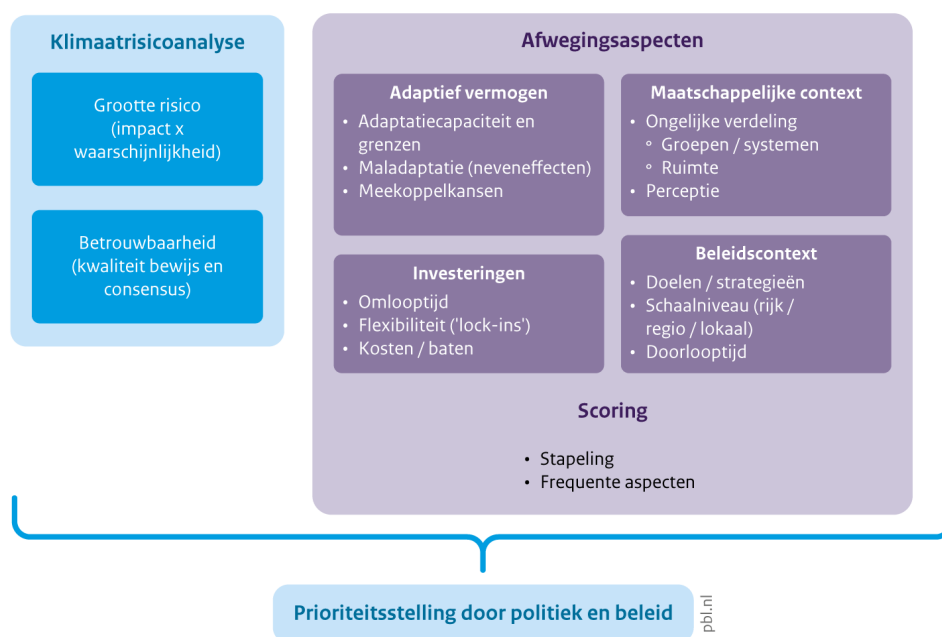 Klimaatrisicoanalyse
Grootte risico
(impact x
waarschijnlijkheid)
Betrouwbaarheid
(kwaliteit bewijs en
consensus)
Afwegingsaspecten
Adaptief vermogen
• Adaptatiecapaciteit en
grenzen
• Maladaptatie (neveneffecten)
• Meekoppelkansen
Maatschappelijke context
• Ongelijke verdeling
° Groepen / systemen
° Ruimte
• Perceptie
Investeringen
• Omlooptijd
• Flexibiliteit ('lock-ins')
• Kosten / baten
Beleidscontext
• Doelen / strategieën
• Schaalniveau (rijk /
regio / lokaal)
• Doorlooptijd
Scoring
• Stapeling
• Frequente aspecten
Prioriteitsstelling door politiek en beleid
pbl.nl